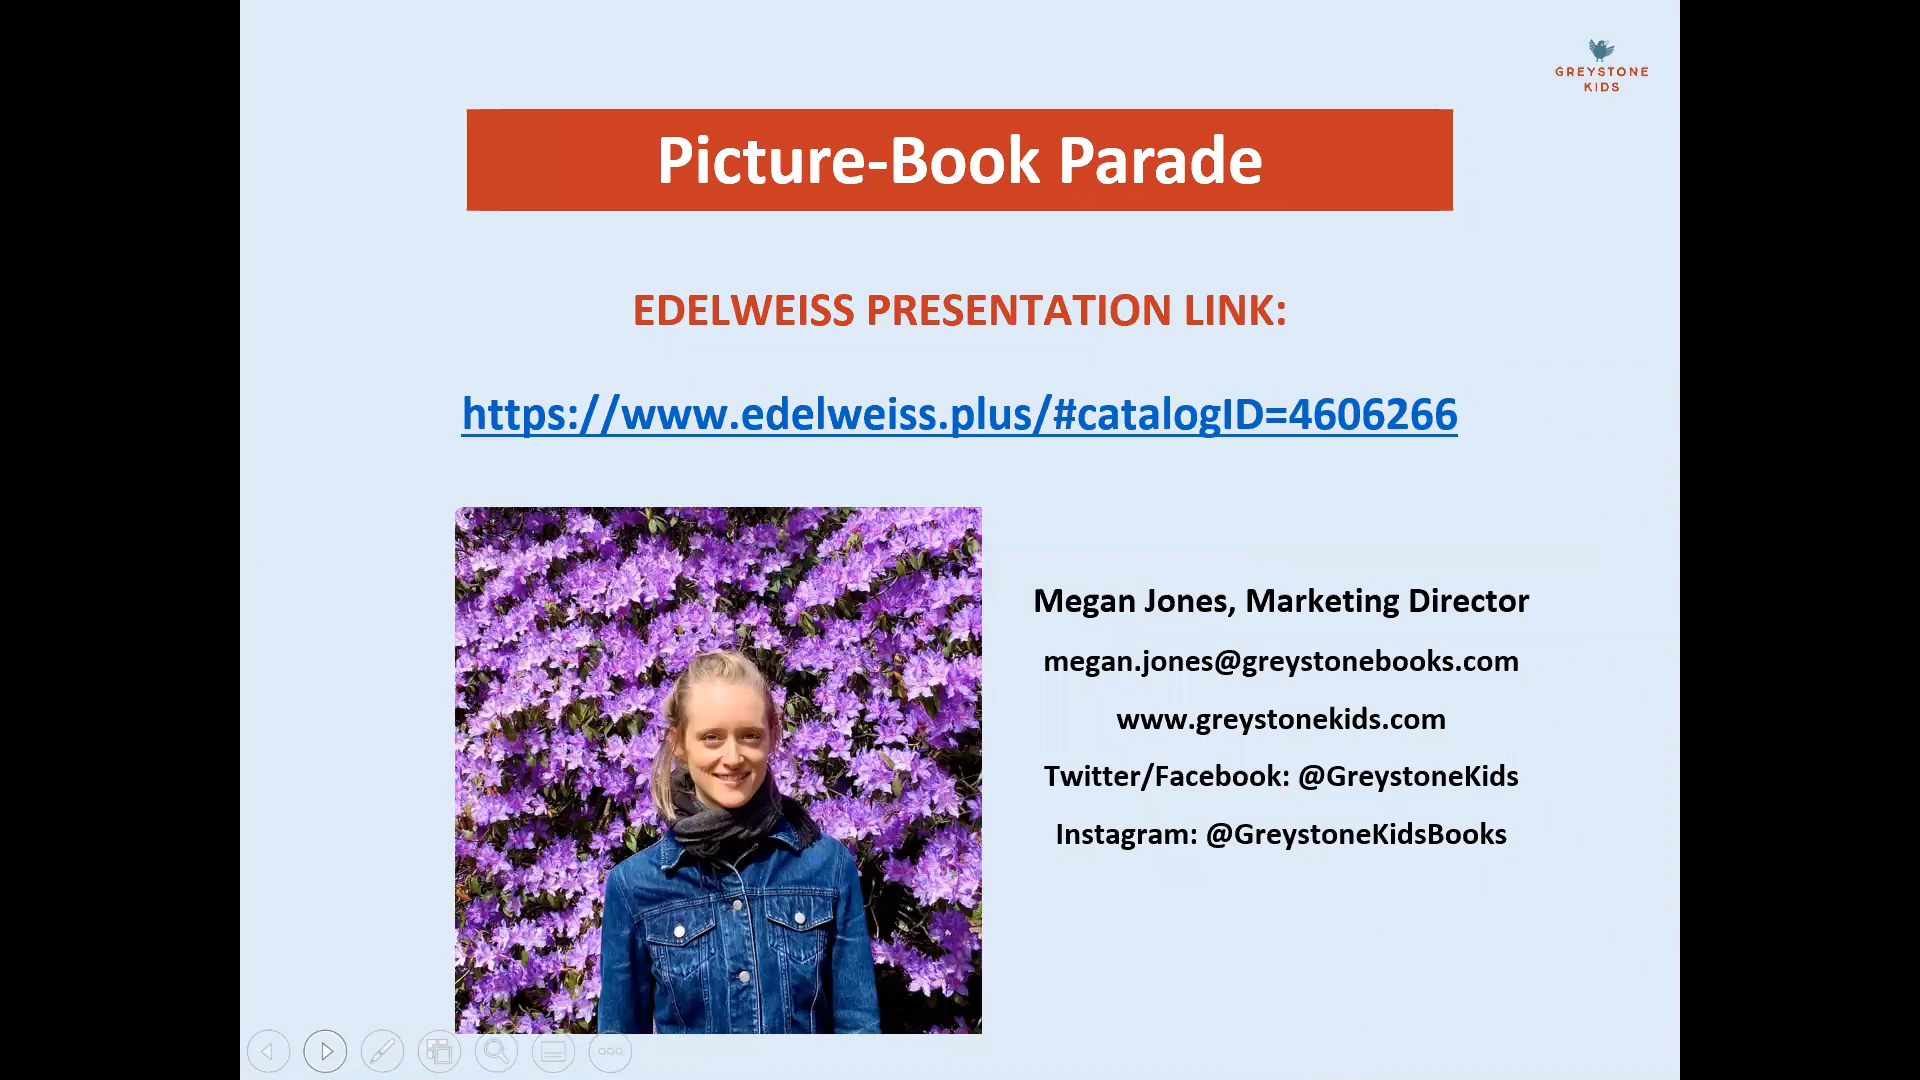 GREYSTONE
KIDS
Picture-Book Parade
EDELWEISS PRESENTATION LINK:
https://www.edelweiss.plus/#catalogID=4606266
Megan Jones, Marketing Director
megan.jones@greystonebooks.com
www.greystonekids.com
Twitter/Facebook: @GreystoneKids
Instagram: @GreystoneKidsBooks